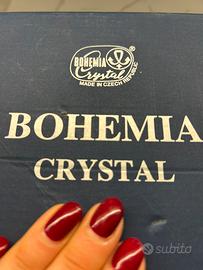 BOHEMIA
Crystal
MADE IN CZECH REPUBLIC
BOHEMIA
CRYSTAL
subito